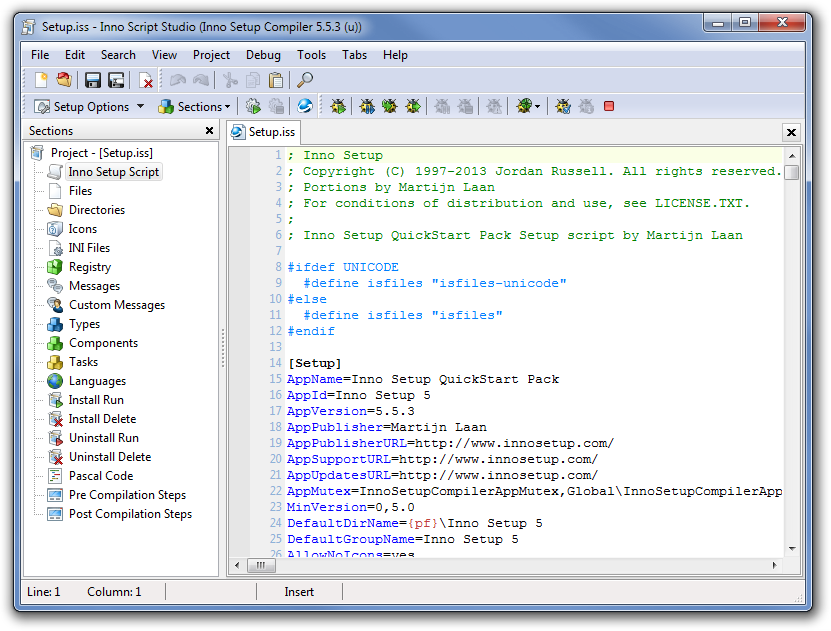 Setup.iss - Inno Script Studio (Inno Setup Compiler 5.5.3 (u))
File Edit Search View Project Debug Tools Tabs Help
Setup Options Sections
Sections
Project - [Setup.iss]
Inno Setup Script
Files
Directories
Icons
INI Files
Registry
Messages
Custom Messages
Types
Components
Tasks
Languages
Install Run
Install Delete
Uninstall Run
Uninstall Delete
Pascal Code
Pre Compilation Steps
Post Compilation Steps
Setup.iss
1 ; Inno Setup
2 ; Copyright (C) 1997-2013 Jordan Russell. All rights reserved.
3 ; Portions by Martijn Laan
4 ; For conditions of distribution and use, see LICENSE.TXT.
5 ;
6 ; Inno Setup QuickStart Pack Setup script by Martijn Laan
7
8 #ifdef UNICODE
9 #define isfiles "isfiles-unicode"
10 #else
11 #define isfiles "isfiles"
12 #endif
13
14 [Setup]
15 AppName=Inno Setup QuickStart Pack
16 AppId=Inno Setup 5
17 AppVersion=5.5.3
18 AppPublisher=Martijn Laan
19 AppPublisherURL=http://www.innosetup.com/
20 AppSupportURL=http://www.innosetup.com/
21 AppUpdatesURL=http://www.innosetup.com/
22 AppMutex=InnoSetupCompilerAppMutex,Global\InnoSetupCompilerApp
23 MinVersion=0,5.0
24 DefaultDirName={pf}\Inno Setup 5
25 DefaultGroupName=Inno Setup 5
26 AllowNoIcons=yes
Line: 1 Column: 1 Insert